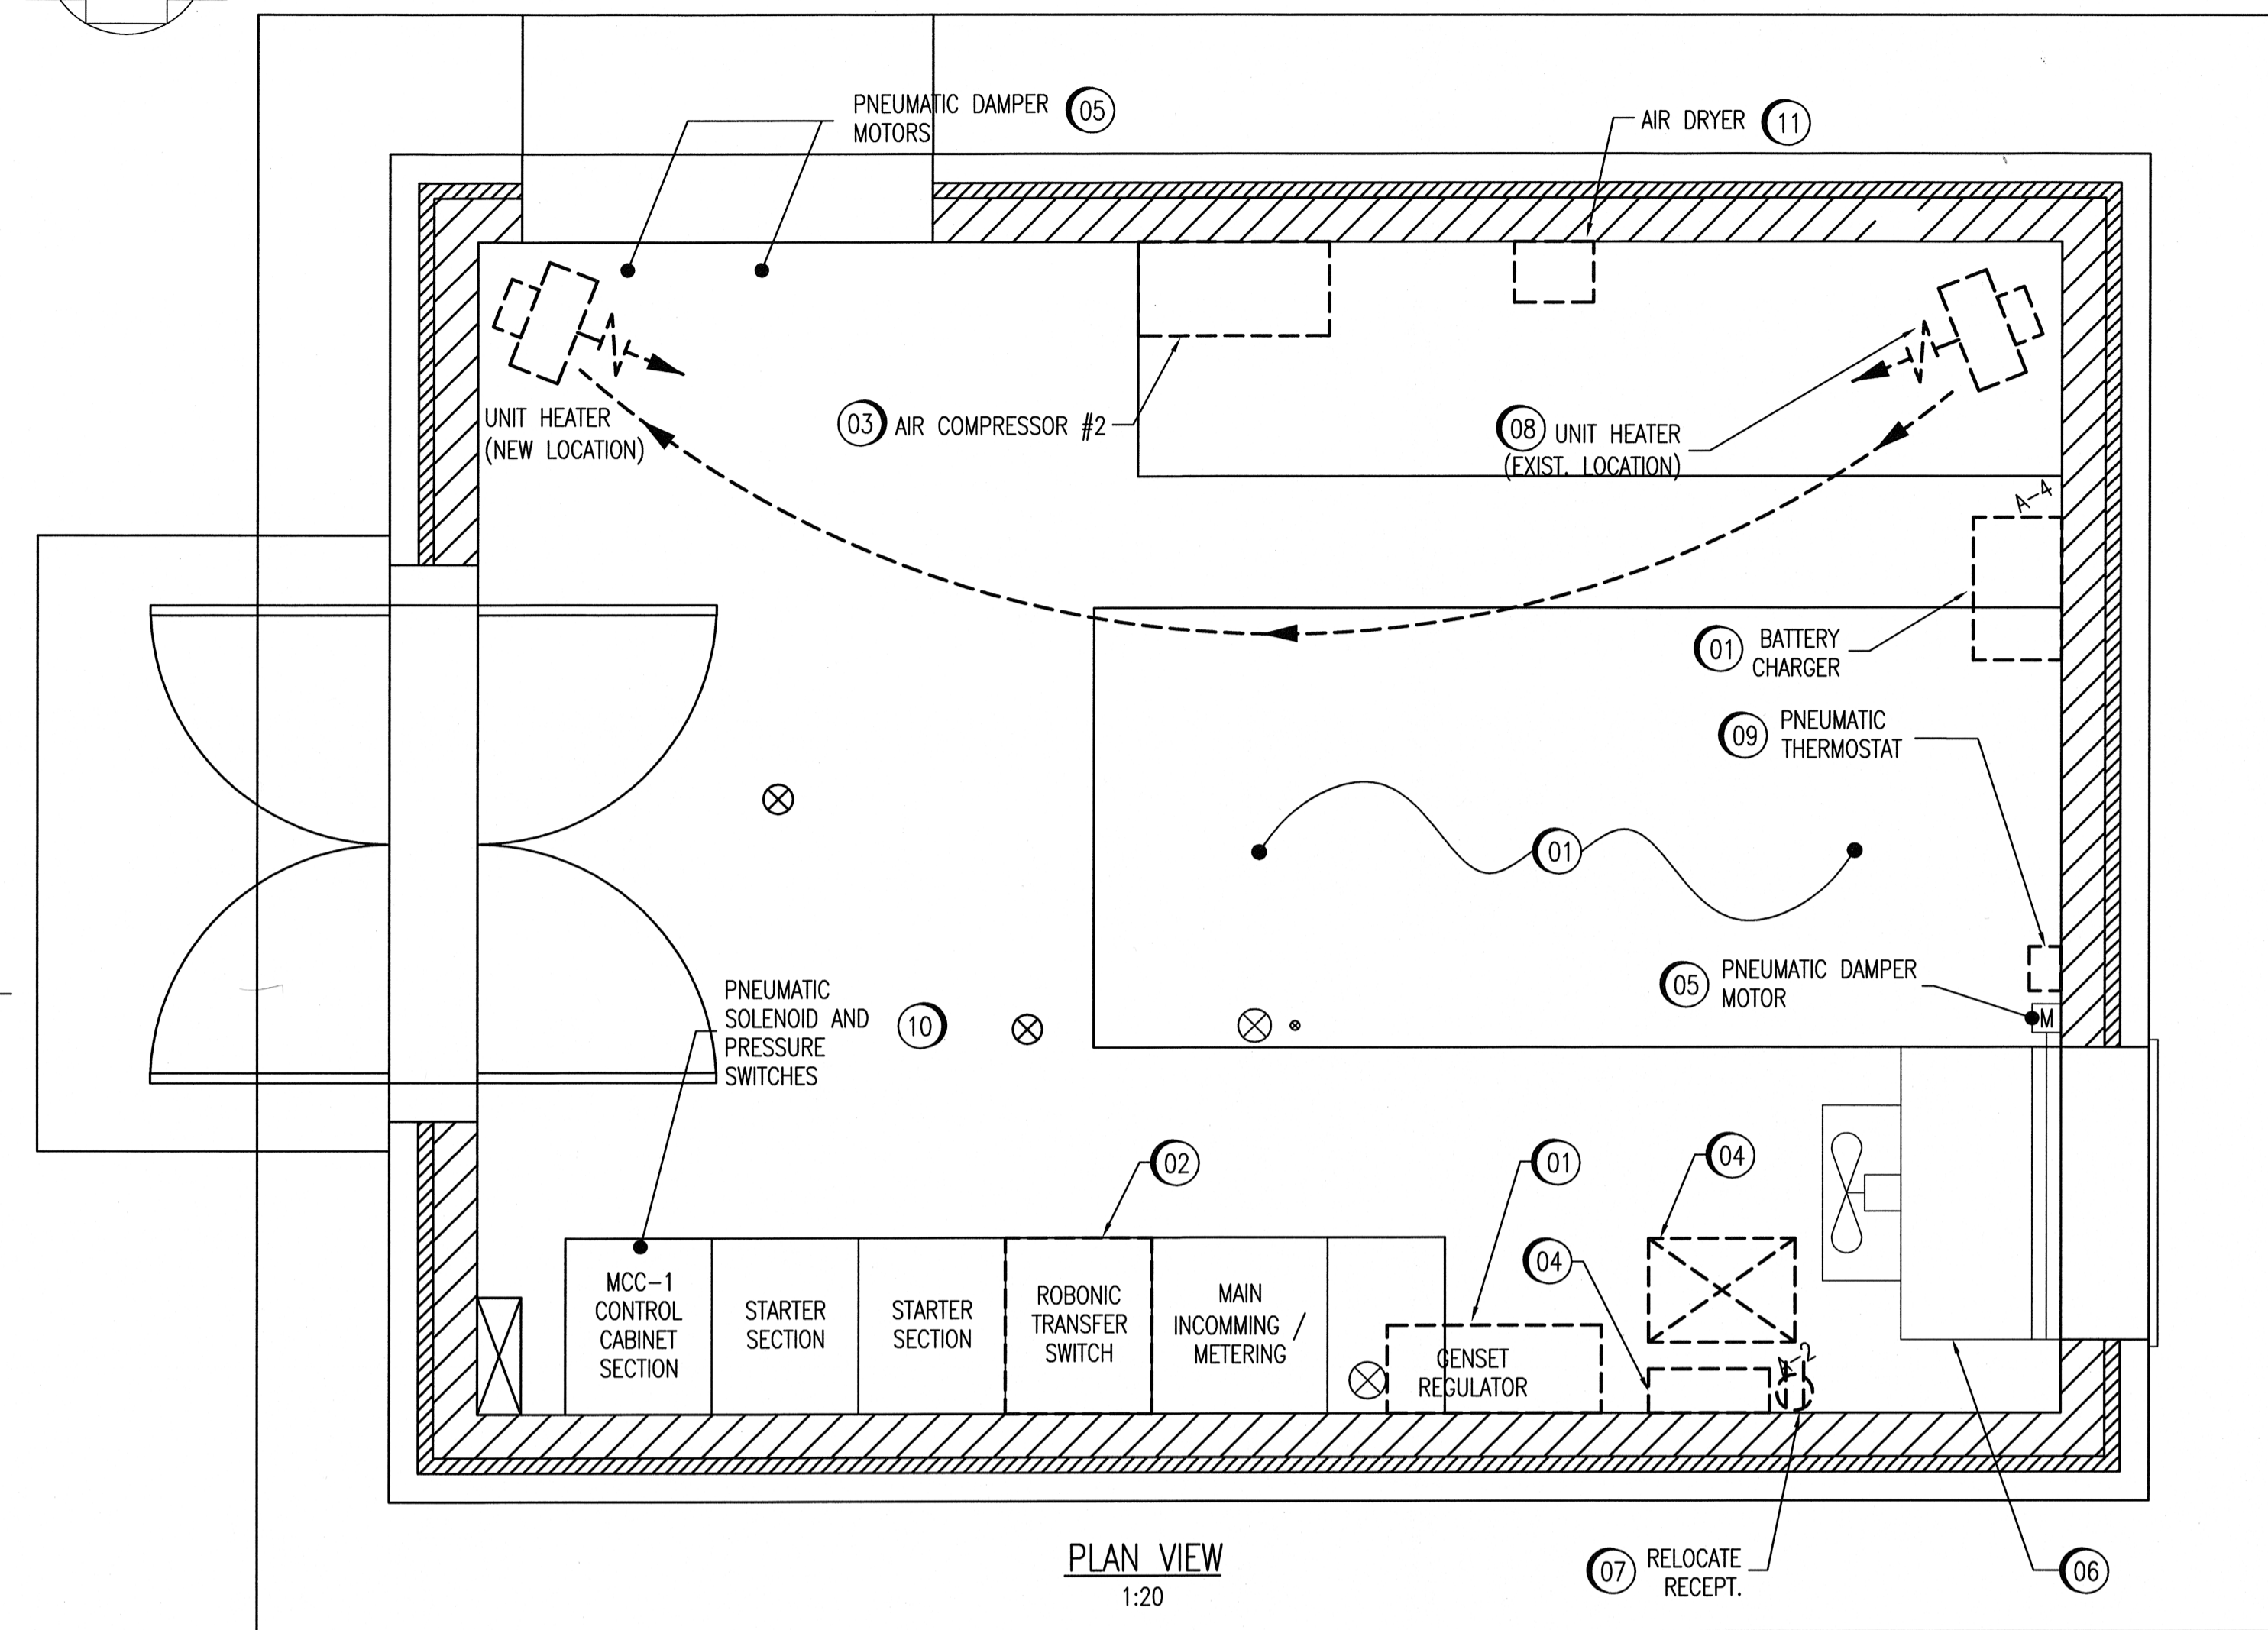 PNEUMATIC DAMPER 05
MOTORS
AIR DRYER 11
UNIT HEATER
(NEW LOCATION)
03 AIR COMPRESSOR #2
08 UNIT HEATER
(EXIST. LOCATION)
A-4
01 BATTERY
CHARGER
09 PNEUMATIC
THERMOSTAT
01
05 PNEUMATIC DAMPER
MOTOR
M
PNEUMATIC
SOLENOID AND 10
PRESSURE
SWITCHES
02
01
04
04
MCC-1
CONTROL
CABINET
SECTION
STARTER
SECTION
STARTER
SECTION
ROBONIC
TRANSFER
SWITCH
MAIN
INCOMMING /
METERING
GENSET
REGULATOR
A-2
07 RELOCATE
RECEPT.
06
PLAN VIEW
1:20